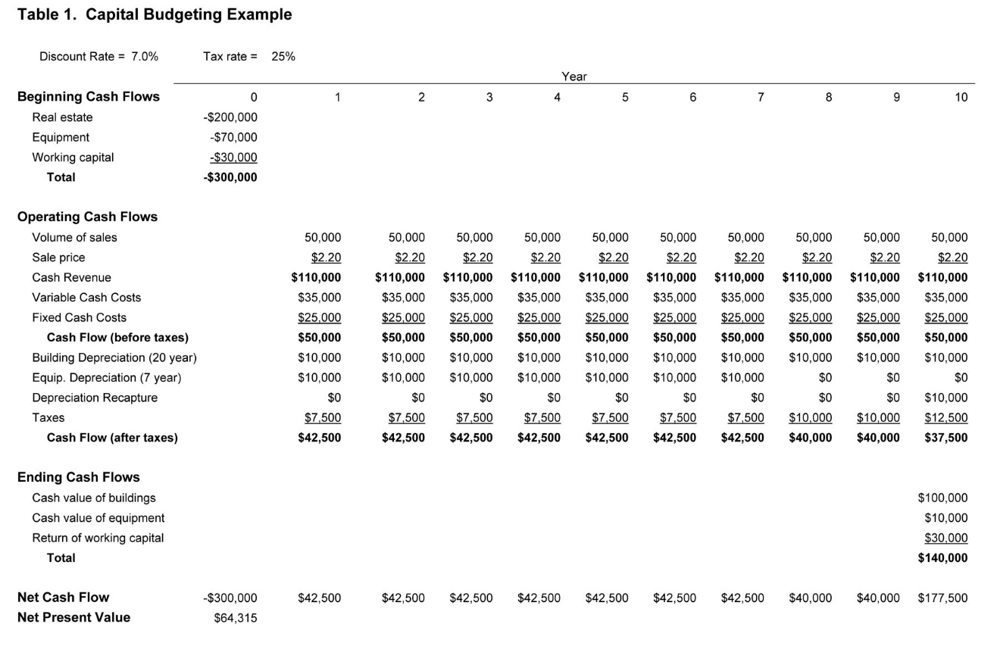 Table 1. Capital Budgeting Example
Discount Rate = 7.0% Tax rate = 25%
Year
Beginning Cash Flows 0 1 2 3 4 5 6 7 8 9 10
Real estate -$200,000
Equipment -$70,000
Working capital -$30,000
Total -$300,000
Operating Cash Flows
Volume of sales 50,000 50,000 50,000 50,000 50,000 50,000 50,000 50,000 50,000 50,000
Sale price $2.20 $2.20 $2.20 $2.20 $2.20 $2.20 $2.20 $2.20 $2.20 $2.20
Cash Revenue $110,000 $110,000 $110,000 $110,000 $110,000 $110,000 $110,000 $110,000 $110,000 $110,000
Variable Cash Costs $35,000 $35,000 $35,000 $35,000 $35,000 $35,000 $35,000 $35,000 $35,000 $35,000
Fixed Cash Costs $25,000 $25,000 $25,000 $25,000 $25,000 $25,000 $25,000 $25,000 $25,000 $25,000
Cash Flow (before taxes) $50,000 $50,000 $50,000 $50,000 $50,000 $50,000 $50,000 $50,000 $50,000 $50,000
Building Depreciation (20 year) $10,000 $10,000 $10,000 $10,000 $10,000 $10,000 $10,000 $10,000 $10,000 $10,000
Equip. Depreciation (7 year) $10,000 $10,000 $10,000 $10,000 $10,000 $10,000 $10,000 $0 $0 $0
Depreciation Recapture $0 $0 $0 $0 $0 $0 $0 $0 $0 $10,000
Taxes $7,500 $7,500 $7,500 $7,500 $7,500 $7,500 $7,500 $10,000 $10,000 $12,500
Cash Flow (after taxes) $42,500 $42,500 $42,500 $42,500 $42,500 $42,500 $42,500 $40,000 $40,000 $37,500
Ending Cash Flows
Cash value of buildings $100,000
Cash value of equipment $10,000
Return of working capital $30,000
Total $140,000
Net Cash Flow -$300,000 $42,500 $42,500 $42,500 $42,500 $42,500 $42,500 $42,500 $40,000 $40,000 $177,500
Net Present Value $64,315